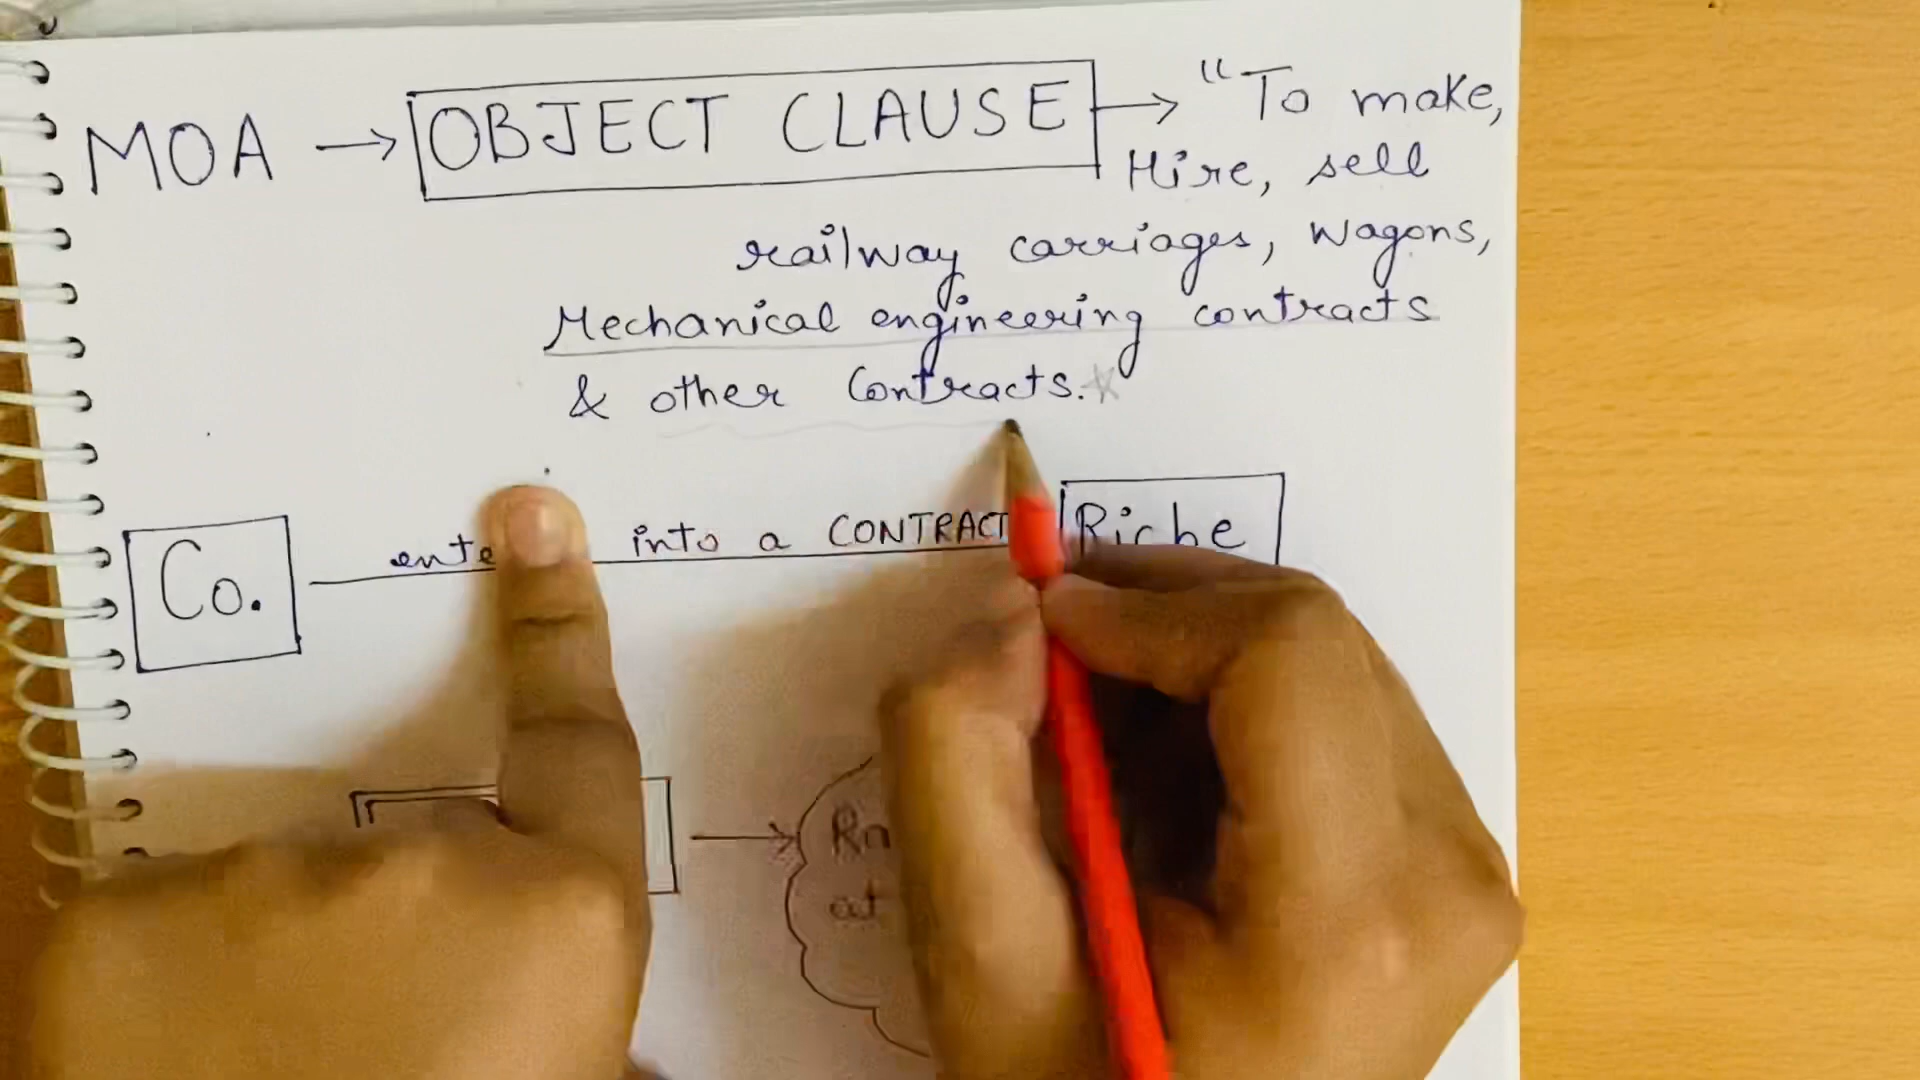 MOA → OBJECT CLAUSE → "To make,
Hire, sell
railway carriages, wagons,
Mechanical engineering contracts
& other Contracts.
Co. into a CONTRACT Riche
at